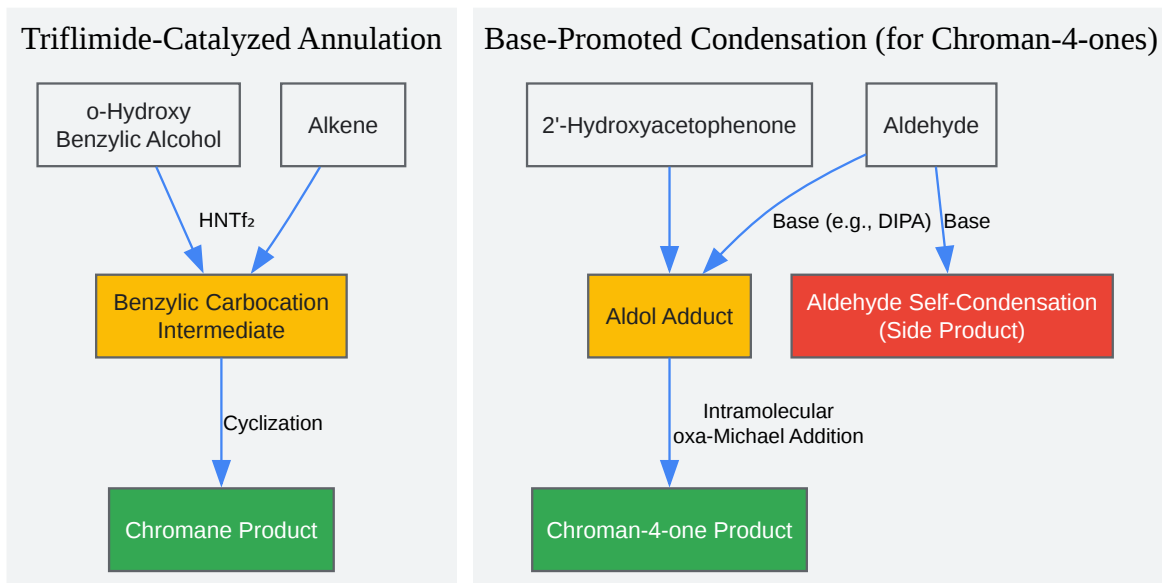 Triflimide-Catalyzed Annulation
o-Hydroxy
Benzylic Alcohol
Alkene
HNTf₂
Benzylic Carbocation
Intermediate
Cyclization
Chromane Product
Base-Promoted Condensation (for Chroman-4-ones)
2'-Hydroxyacetophenone
Aldehyde
Base (e.g., DIPA)
Base
Aldol Adduct
Aldehyde Self-Condensation
(Side Product)
Intramolecular
oxa-Michael Addition
Chroman-4-one Product